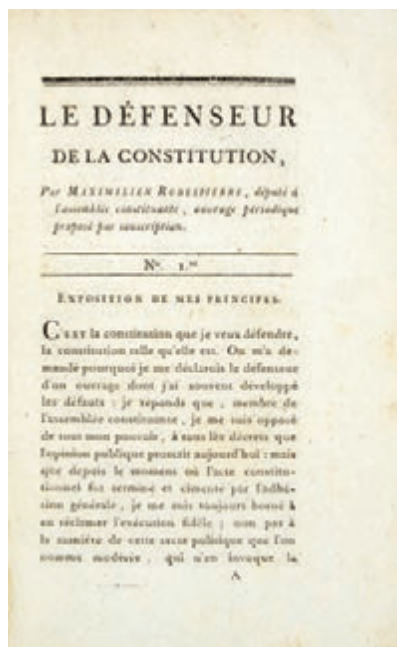 LE DÉFENSEUR
DE LA CONSTITUTION,
Par MAXIMILIEN ROBESPIERRE, député à
l'assemblée constituante, ouvrage périodique
proposé par souscription.
Nº. 1.er
EXPOSITION DE MES PRINCIPES.
C'EST la constitution que je veux défendre,
la constitution telle qu'elle est. On m'a de-
mandé pourquoi je me déclarois le défenseur
d'un ouvrage dont j'ai souvent développé
les défauts : je réponds que, membre de
l'assemblée constituante, je me suis opposé
de tout mon pouvoir, à tous les décrets que
l'opinion publique proscrit aujourd'hui : mais
que depuis le moment où l'acte constitu-
tionnel fut terminé et cimenté par l'adhé-
sion générale, je me suis toujours borné à
en réclamer l'exécution fidèle ; non pas à
la manière de cette secte politique que l'on
nomme modérée, qui n'en invoque la
A